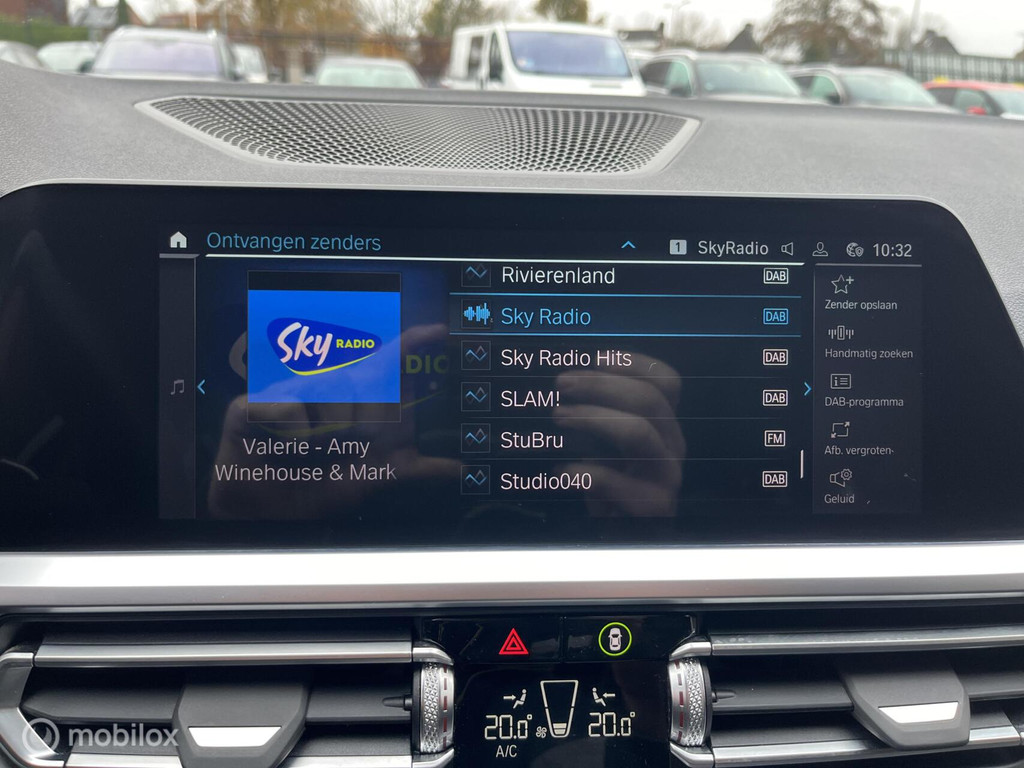 Ontvangen zenders
1 SkyRadio 10:32
Rivierenland DAB
Sky Radio DAB
Sky Radio Hits DAB
SLAM!  DAB
StuBru FM
Studio040 DAB
Sky RADIO
Valerie - Amy
Winehouse & Mark
Zender opslaan
Handmatig zoeken
DAB-programma
Afb. vergroten
Geluid
20.0° 20.0°
A/C
mobilox